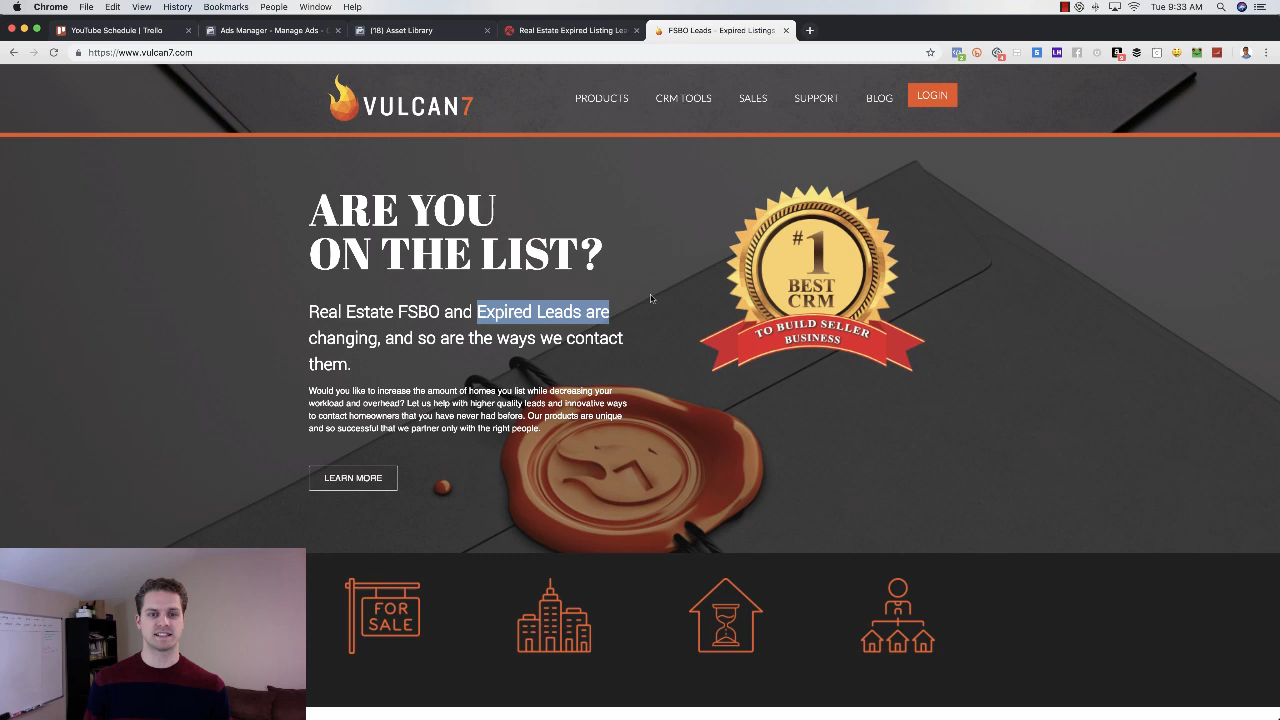 Chrome File Edit View History Bookmarks People Window Help
Tue 9:33 AM
YouTube Schedule | Trello
Ads Manager - Manage Ads -
(18) Asset Library
Real Estate Expired Listing Lea
FSBO Leads - Expired Listings
https://www.vulcan7.com
VULCAN7
PRODUCTS
CRM TOOLS
SALES
SUPPORT
BLOG
LOGIN
ARE YOU
ON THE LIST?
Real Estate FSBO and Expired Leads are
changing, and so are the ways we contact
them.
Would you like to increase the amount of homes you list while decreasing your
workload and overhead? Let us help with higher quality leads and innovative ways
to contact homeowners that you have never had before. Our products are unique
and so successful that we partner only with the right people.
LEARN MORE
#1
BEST
CRM
TO BUILD SELLER
BUSINESS
FOR
SALE